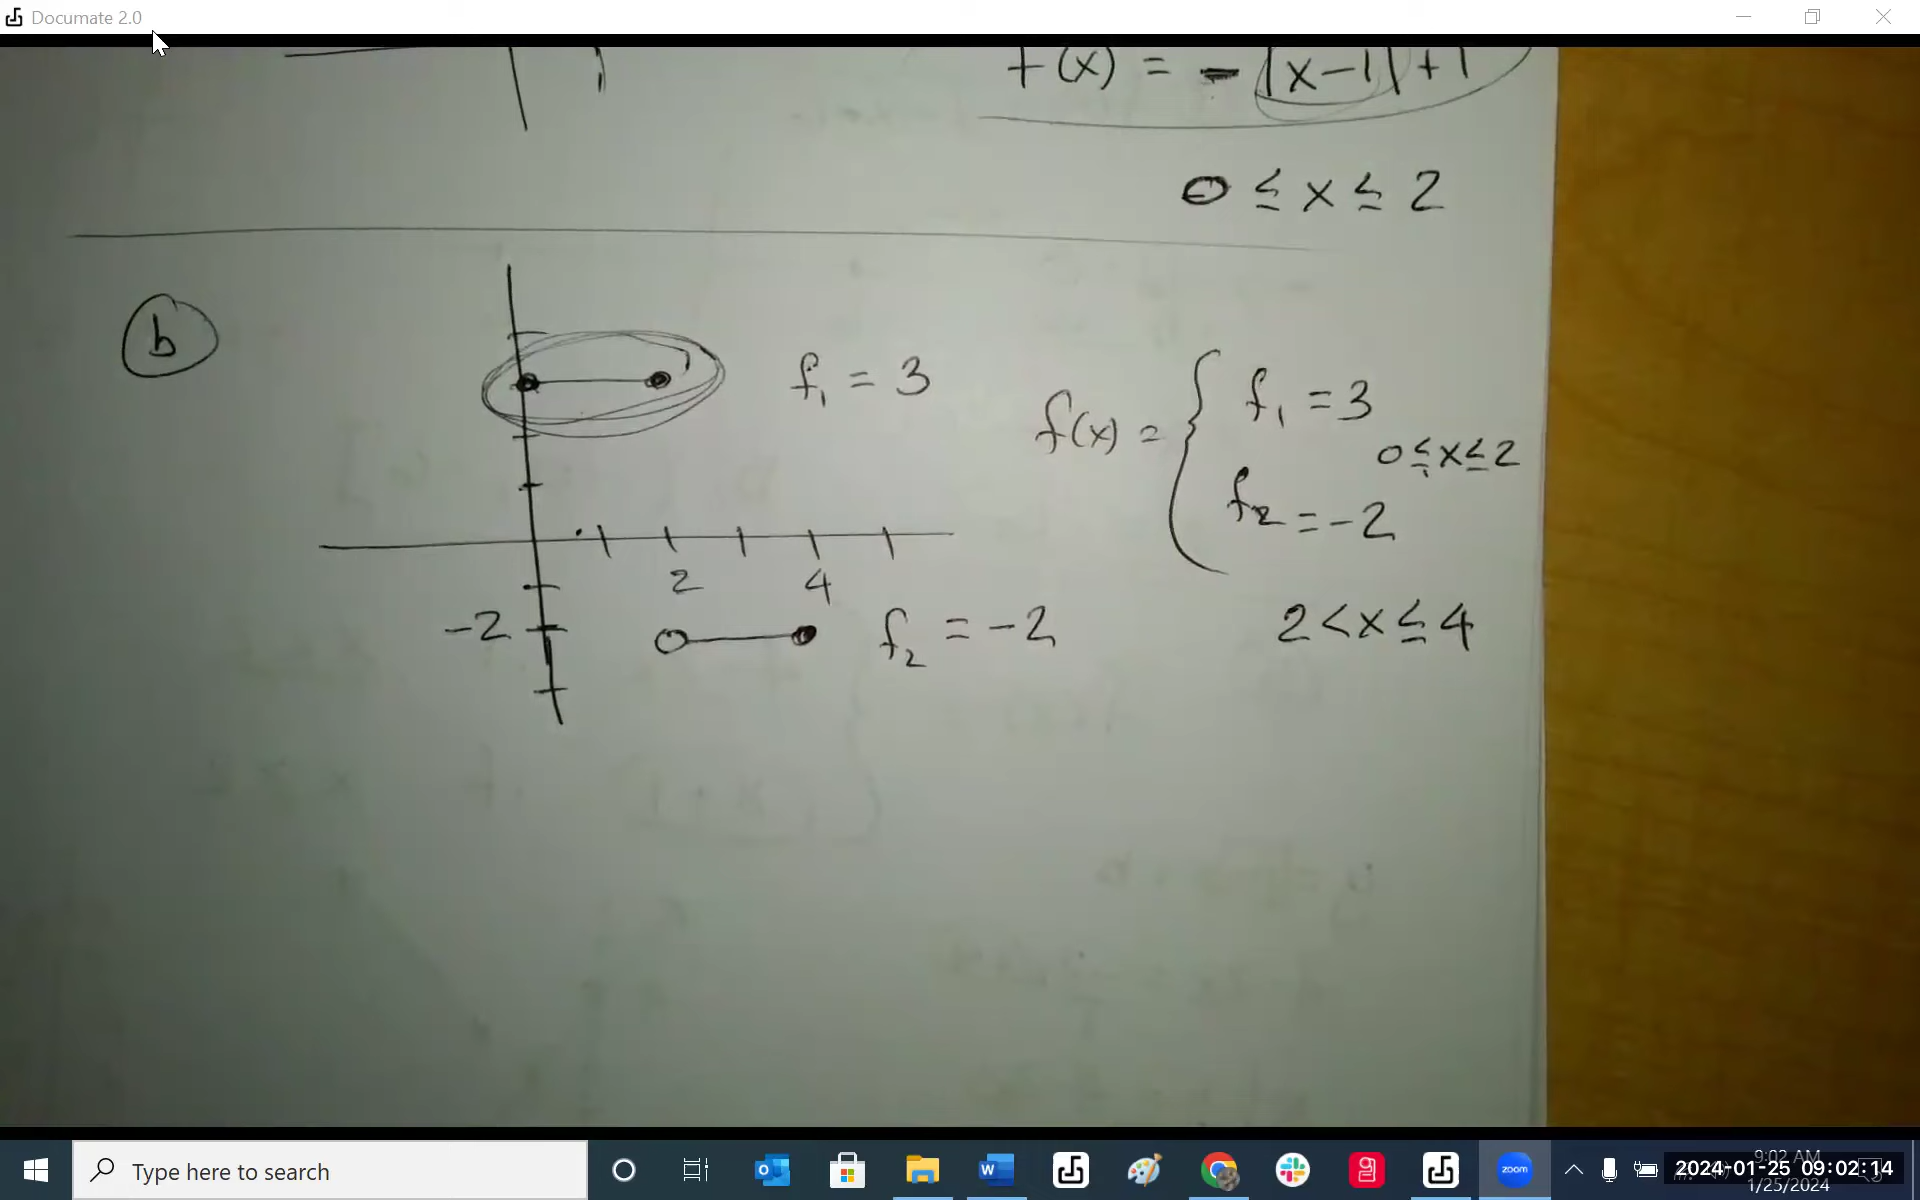 Documate 2.0
f(x) = -|x-1|+1
0 ≤ x ≤ 2
b
f₁ = 3
f(x) = { f₁ = 3
0≤x≤2
f₂ = -2
2 4
-2
f₂ = -2
2<x≤4
Type here to search
zoom
9:02 AM
2024-01-25 09:02:14
1/25/2024